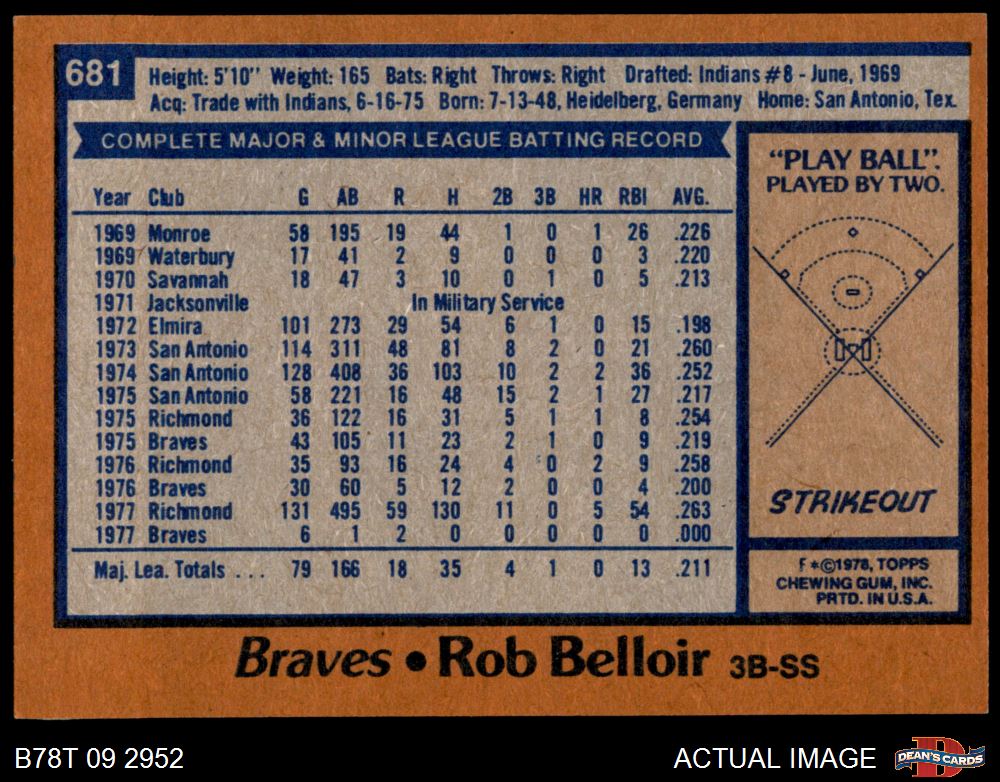 681
Height: 5'10" Weight: 165 Bats: Right Throws: Right Drafted: Indians #8 - June, 1969
Acq: Trade with Indians, 6-16-75 Born: 7-13-48, Heidelberg, Germany Home: San Antonio, Tex.
COMPLETE MAJOR & MINOR LEAGUE BATTING RECORD
Year Club G AB R H 2B 3B HR RBI AVG.
1969 Monroe 58 195 19 44 1 0 1 26 .226
1969 Waterbury 17 41 2 9 0 0 0 3 .220
1970 Savannah 18 47 3 10 0 1 0 5 .213
1971 Jacksonville In Military Service
1972 Elmira 101 273 29 54 6 1 0 15 .198
1973 San Antonio 114 311 48 81 8 2 0 21 .260
1974 San Antonio 128 408 36 103 10 2 2 36 .252
1975 San Antonio 58 221 16 48 15 2 1 27 .217
1975 Richmond 36 122 16 31 5 1 1 8 .254
1975 Braves 43 105 11 23 2 1 0 9 .219
1976 Richmond 35 93 16 24 4 0 2 9 .258
1976 Braves 30 60 5 12 2 0 0 4 .200
1977 Richmond 131 495 59 130 11 0 5 54 .263
1977 Braves 6 1 2 0 0 0 0 0 .000
Maj. Lea. Totals . . . 79 166 18 35 4 1 0 13 .211
"PLAY BALL".
PLAYED BY TWO.
STRIKEOUT
F *©1978, TOPPS
CHEWING GUM, INC.
PRTD. IN U.S.A.
Braves • Rob Belloir 3B-SS
B78T 09 2952
ACTUAL IMAGE
D
DEAN'S CARDS